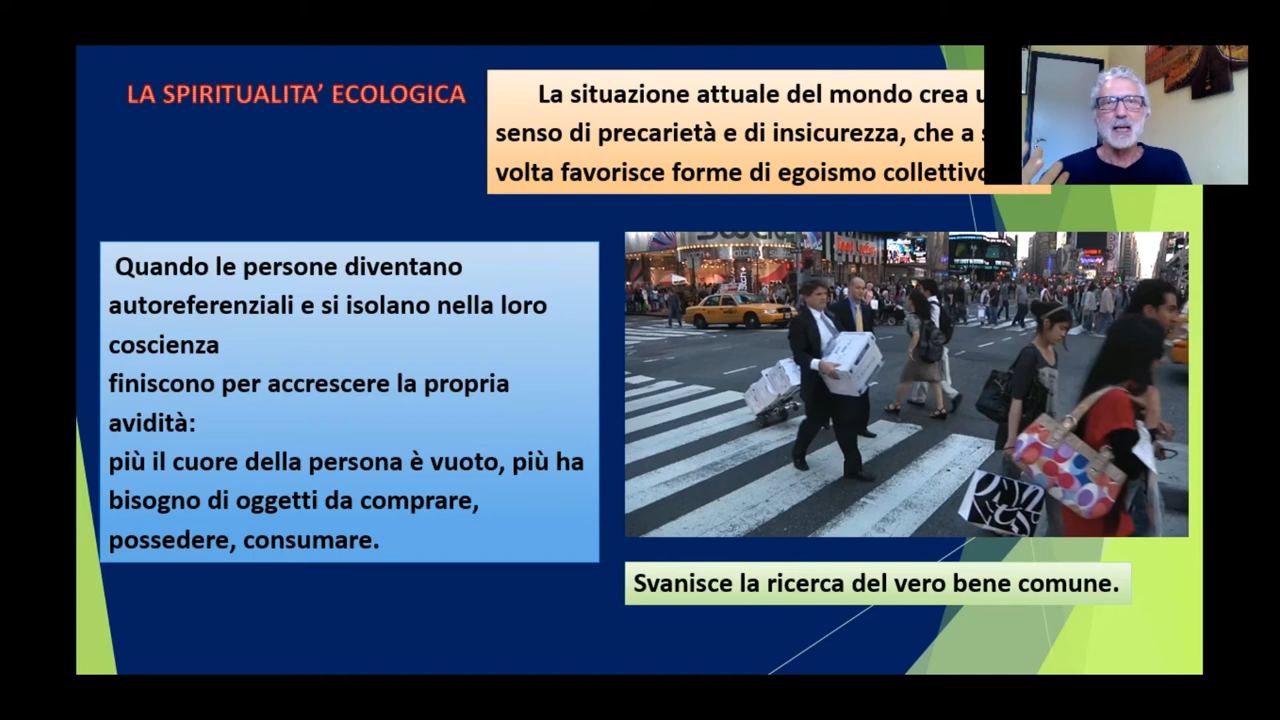 LA SPIRITUALITA’ ECOLOGICA
La situazione attuale del mondo crea
senso di precarietà e di insicurezza, che a
volta favorisce forme di egoismo collettivo
Quando le persone diventano
autoreferenziali e si isolano nella loro
coscienza
finiscono per accrescere la propria
avidità:
più il cuore della persona è vuoto, più ha
bisogno di oggetti da comprare,
possedere, consumare.
Svanisce la ricerca del vero bene comune.